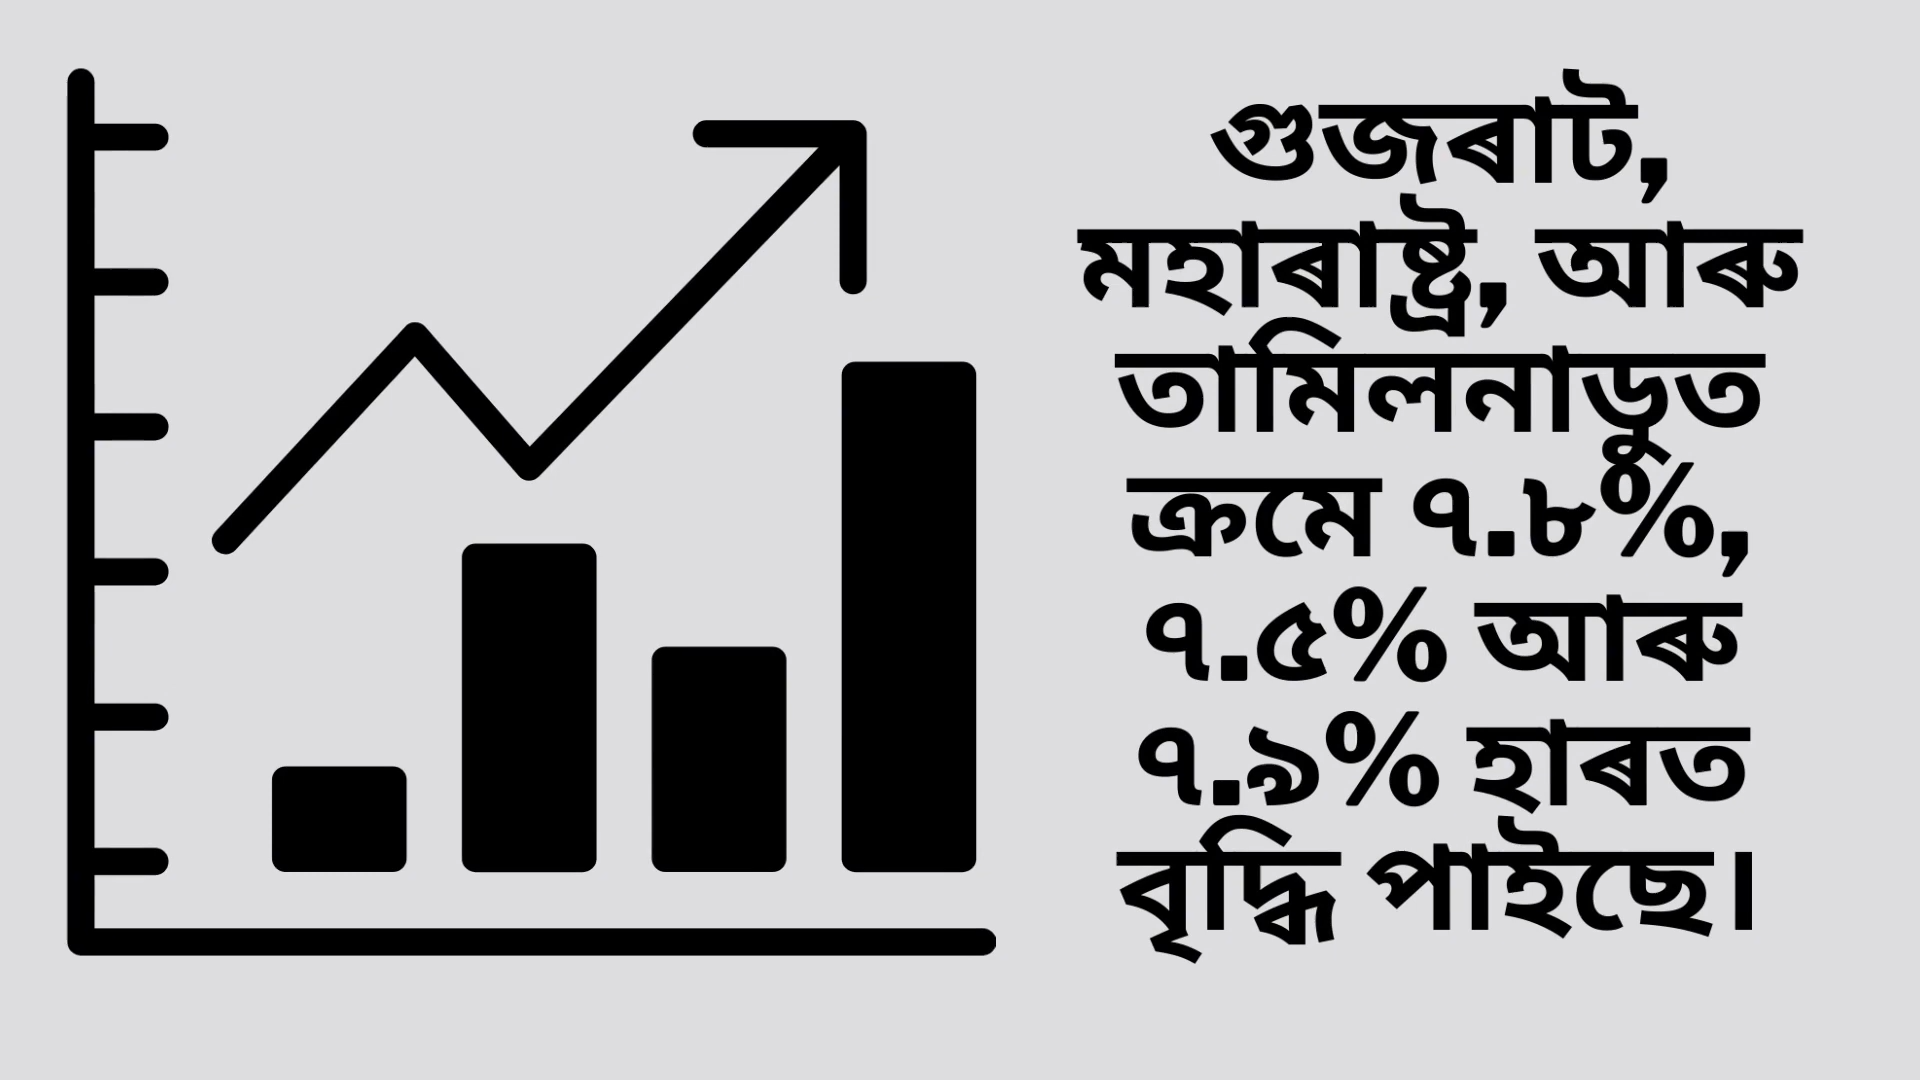 গুজৰাট,
মহাৰাষ্ট্ৰ, আৰু
তামিলনাডুত
ক্ৰমে ৭.৮%,
৭.৫% আৰু
৭.৯% হাৰত
বৃদ্ধি পাইছে।